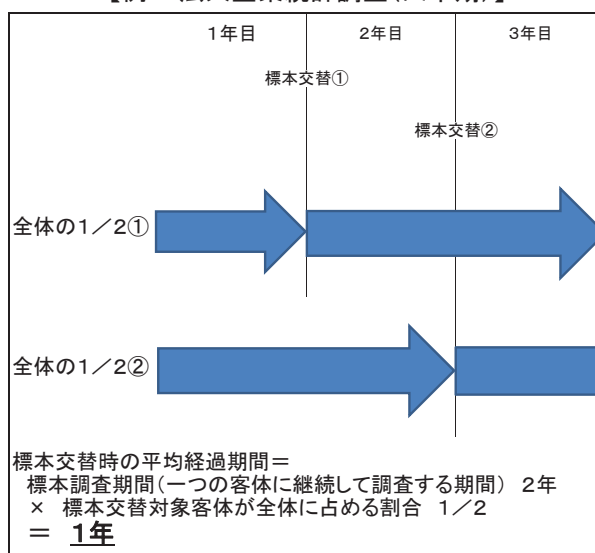 1年目 2年目 3年目
標本交替①
標本交替②
全体の1/2①
全体の1/2②
標本交替時の平均経過期間=
標本調査期間(一つの客体に継続して調査する期間) 2年
× 標本交替対象客体が全体に占める割合 1/2
= 1年